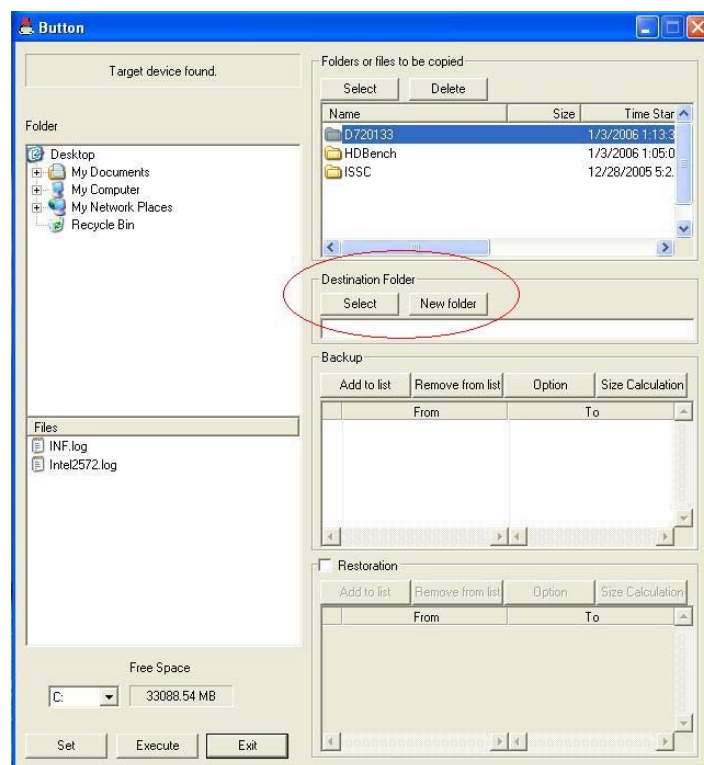 Button
Target device found.
Folder
Desktop
My Documents
My Computer
My Network Places
Recycle Bin
Files
INF.log
Intel2572.log
Free Space
C: 33088.54 MB
Set Execute Exit
Folders or files to be copied
Select Delete
Name Size Time Star
D720133 1/3/2006 1:13:3
HDBench 1/3/2006 1:05:0
ISSC 12/28/2005 5:2
Destination Folder
Select New folder
Backup
Add to list Remove from list Option Size Calculation
From To
Restoration
Add to list Remove from list Option Size Calculation
From To